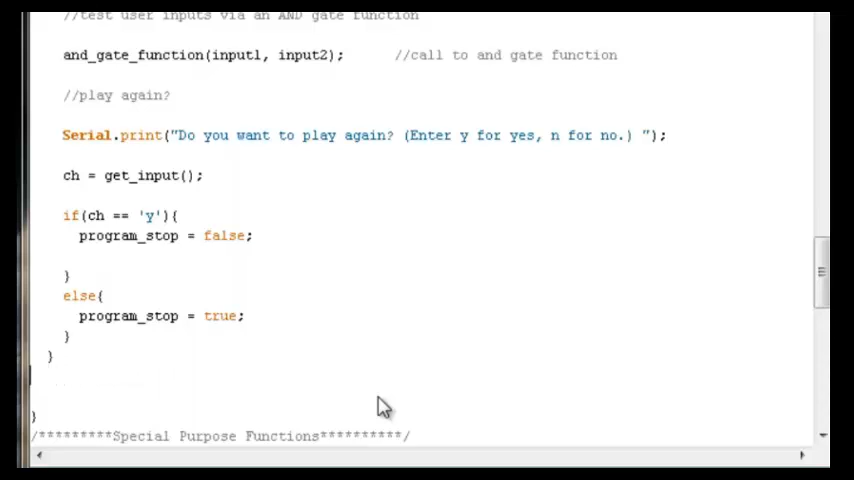 //test user inputs via an AND gate function
and_gate_function(input1, input2);      //call to and gate function
//play again?
Serial.print("Do you want to play again? (Enter y for yes, n for no.) ");
ch = get_input();
if(ch == 'y'){
program_stop = false;
}
else{
program_stop = true;
}
}
}
/*********Special Purpose Functions**********/